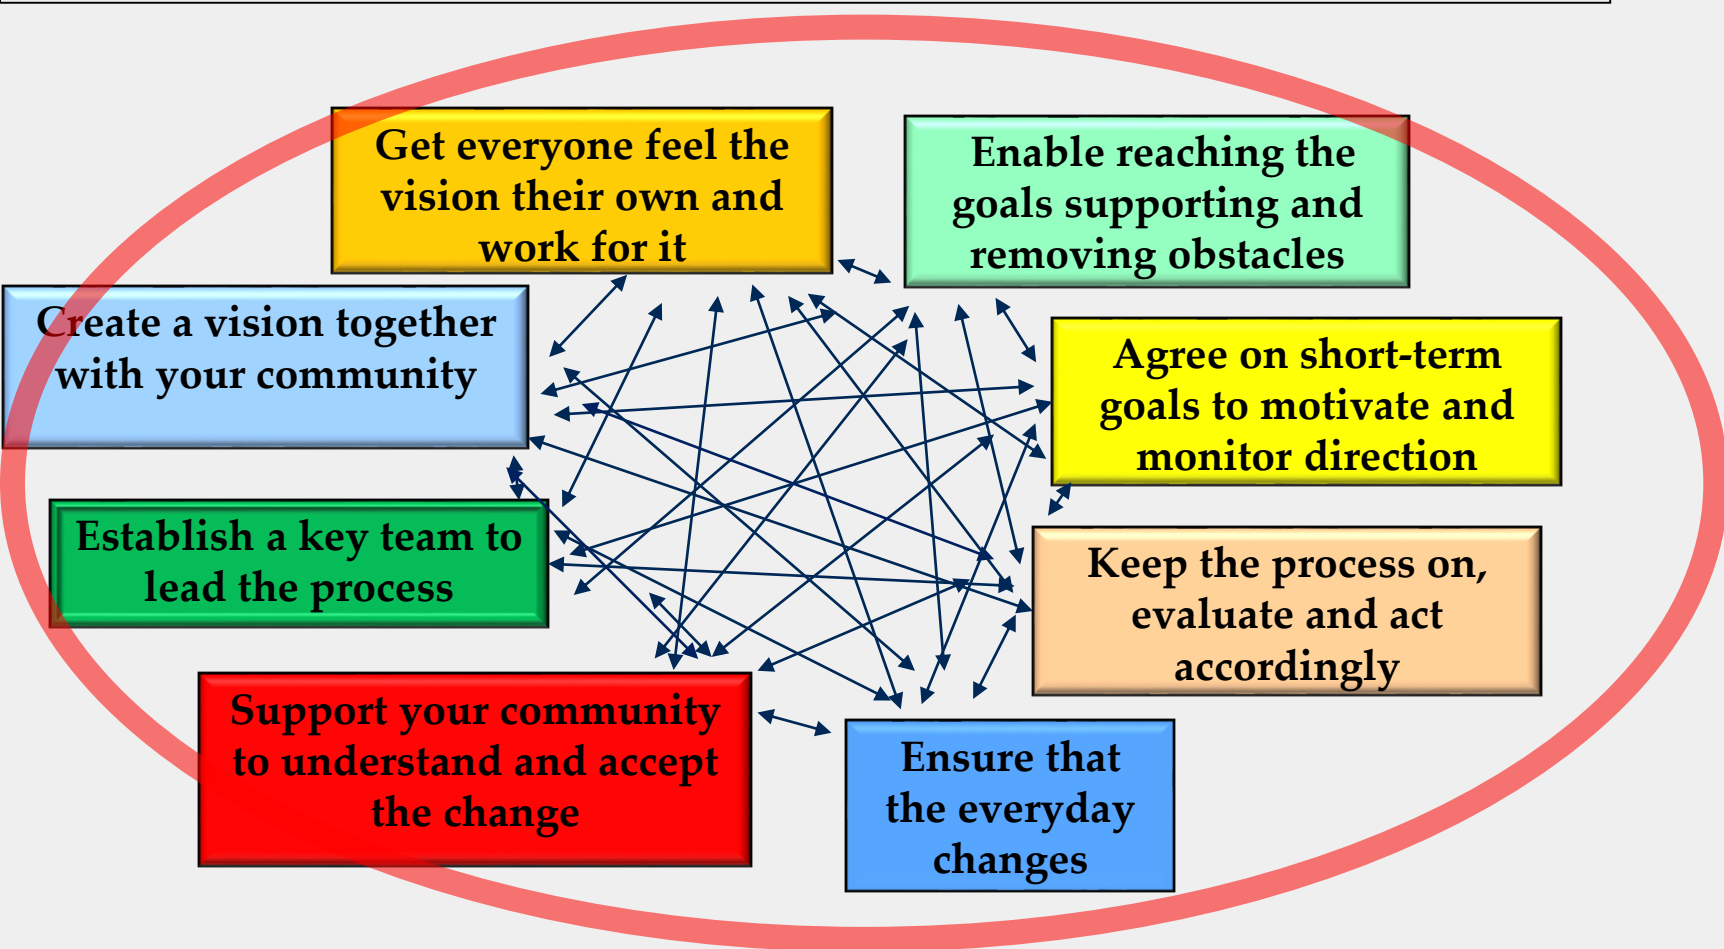 Get everyone feel the
vision their own and
work for it
Enable reaching the
goals supporting and
removing obstacles
Create a vision together
with your community
Agree on short-term
goals to motivate and
monitor direction
Establish a key team to
lead the process
Keep the process on,
evaluate and act
accordingly
Support your community
to understand and accept
the change
Ensure that
the everyday
changes